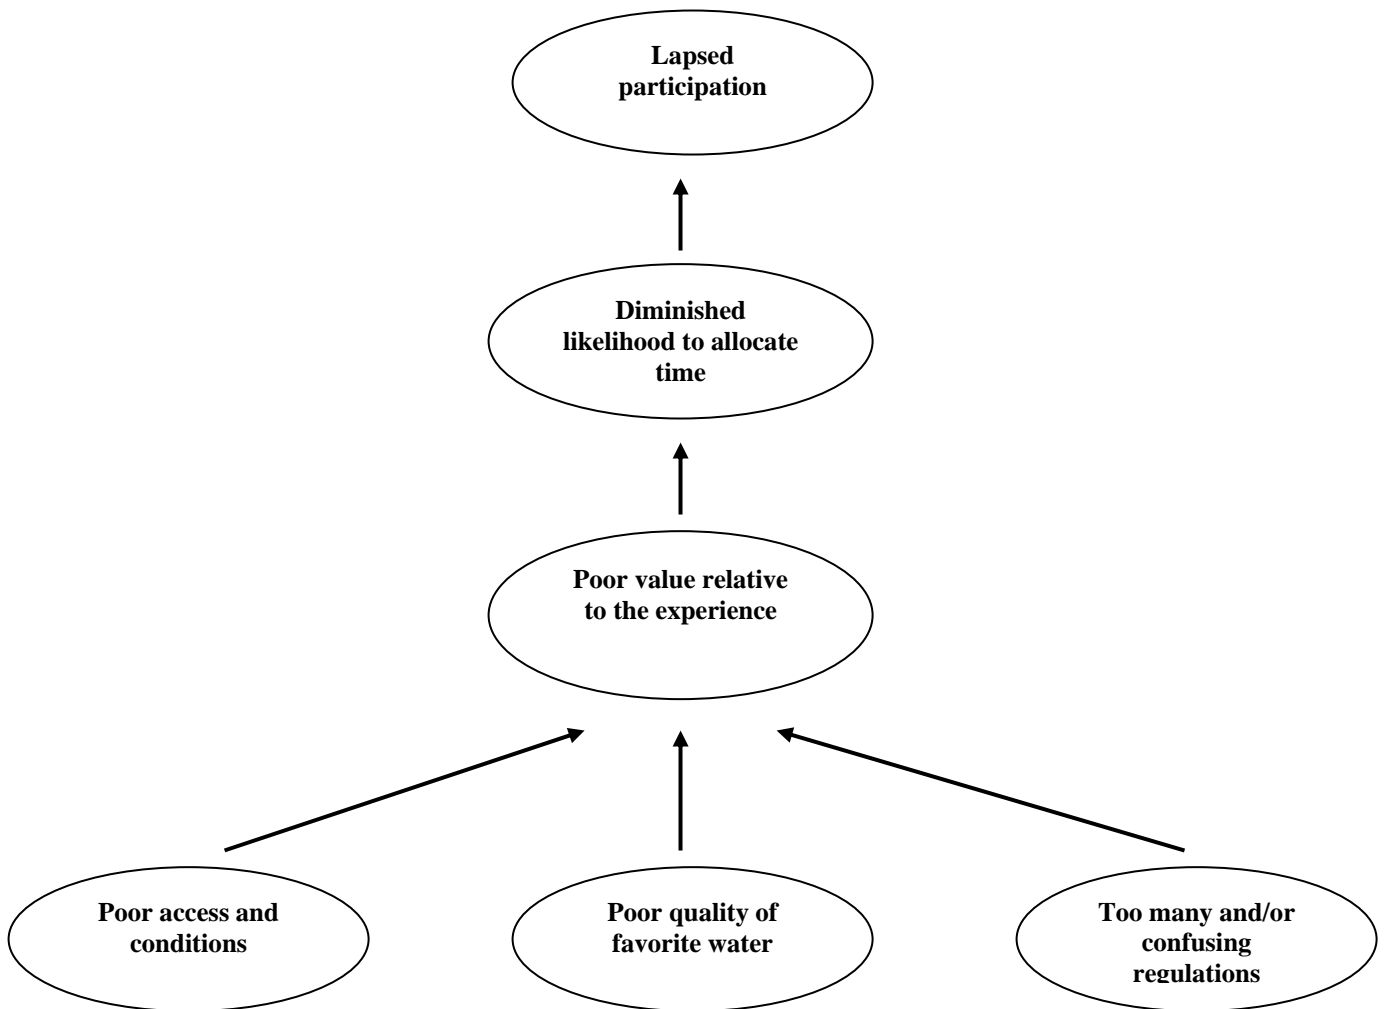 Lapsed
participation
Diminished
likelihood to allocate
time
Poor value relative
to the experience
Poor access and
conditions
Poor quality of
favorite water
Too many and/or
confusing
regulations